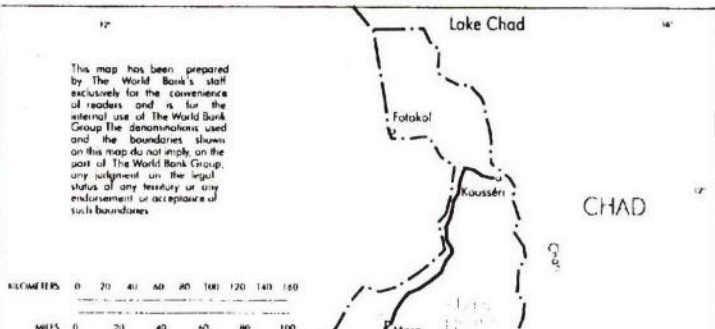 12°
Lake Chad
16°
This map has been prepared
by The World Bank's staff
exclusively for the convenience
of readers and is for the
internal use of The World Bank
Group The denominations used
and the boundaries shown
on this map do not imply, on the
part of The World Bank Group,
any judgment on the legal
status of any territory or any
endorsement or acceptance of
such boundaries
Fotokol
Kousséri
12°
CHAD
KILOMETERS 0 20 40 60 80 100 120 140 160
MILES 0 20 40 60 80 100